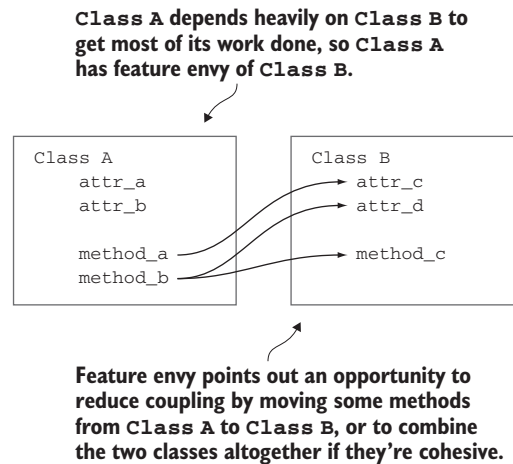 Class A depends heavily on Class B to
get most of its work done, so Class A
has feature envy of Class B.
Class A
attr_a
attr_b
method_a
method_b
Class B
attr_c
attr_d
method_c
Feature envy points out an opportunity to
reduce coupling by moving some methods
from Class A to Class B, or to combine
the two classes altogether if they're cohesive.